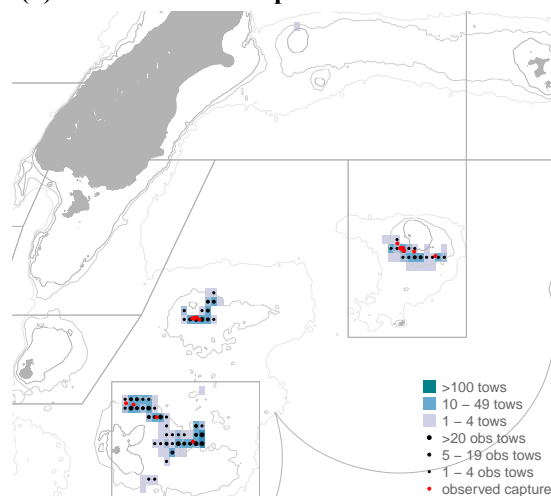 >100 tows
10 – 49 tows
1 – 4 tows
>20 obs tows
5 – 19 obs tows
1 – 4 obs tows
observed capture